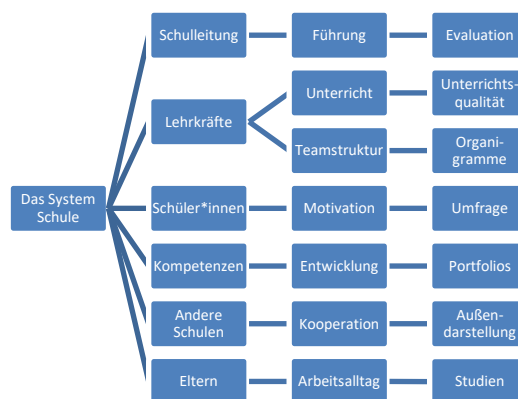 Schulleitung
Führung
Evaluation
Lehrkräfte
Unterricht
Unterrichts-
qualität
Teamstruktur
Organi-
gramme
Das System
Schule
Schüler*innen
Motivation
Umfrage
Kompetenzen
Entwicklung
Portfolios
Andere
Schulen
Kooperation
Außen-
darstellung
Eltern
Arbeitsalltag
Studien